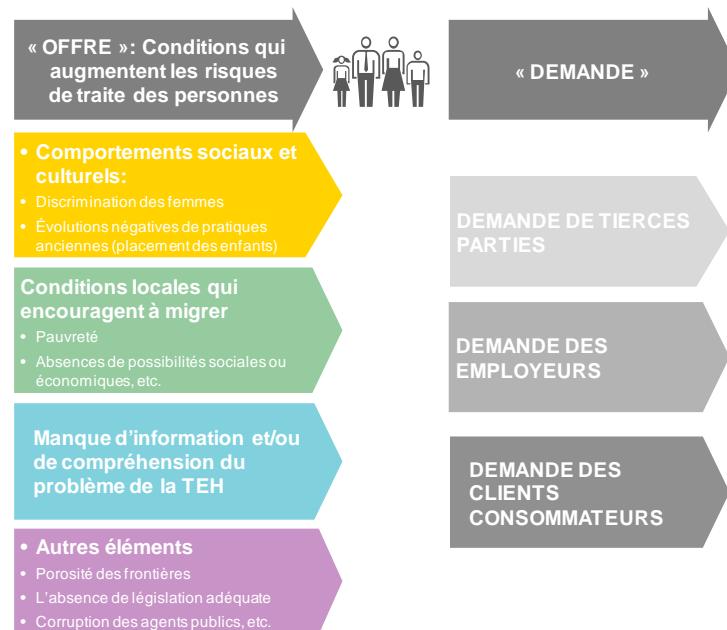 « OFFRE »: Conditions qui
augmentent les risques
de traite des personnes
• Comportements sociaux et
culturels:
• Discrimination des femmes
• Évolutions négatives de pratiques
anciennes (placement des enfants)
Conditions locales qui
encouragent à migrer
• Pauvreté
• Absences de possibilités sociales ou
économiques, etc.
Manque d'information et/ou
de compréhension du
problème de la TEH
• Autres éléments
• Porosité des frontières
• L'absence de législation adéquate
• Corruption des agents publics, etc.
« DEMANDE »
DEMANDE DE TIERCES
PARTIES
DEMANDE DES
EMPLOYEURS
DEMANDE DES
CLIENTS
CONSOMMATEURS